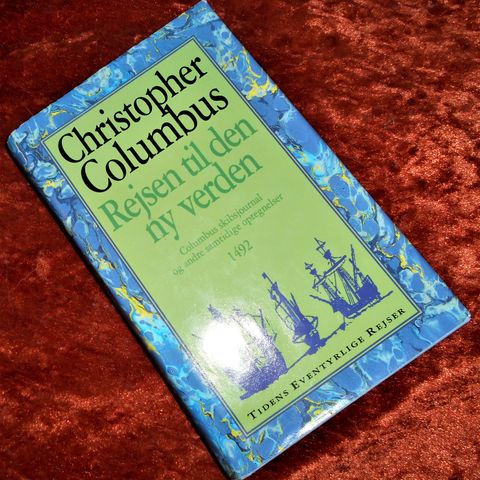 Christopher
Columbus
Rejsen til den
ny verden
Columbus skibsjournal
og andre samtidige optegnelser
1492
TIDENS EVENTYRLIGE REJSER